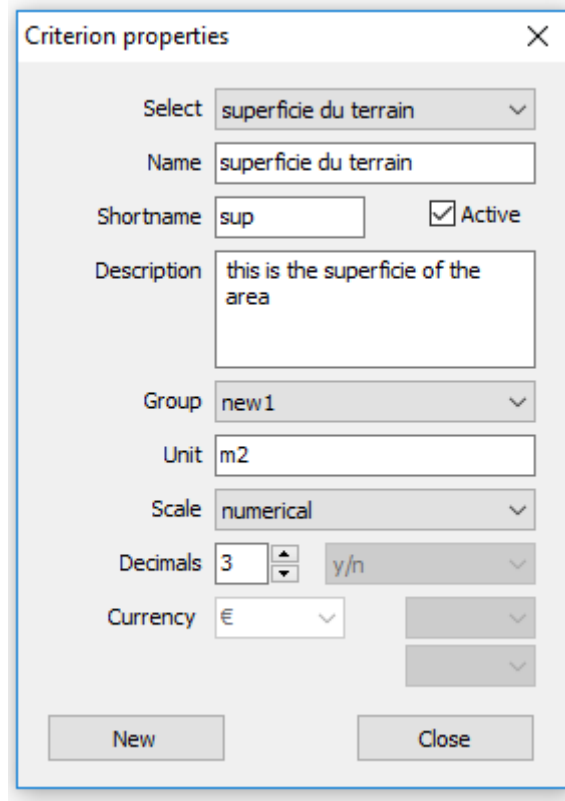 Criterion properties
Select superficie du terrain
Name superficie du terrain
Shortname sup Active
Description this is the superficie of the
area
Group new1
Unit m2
Scale numerical
Decimals 3 y/n
Currency €
New Close